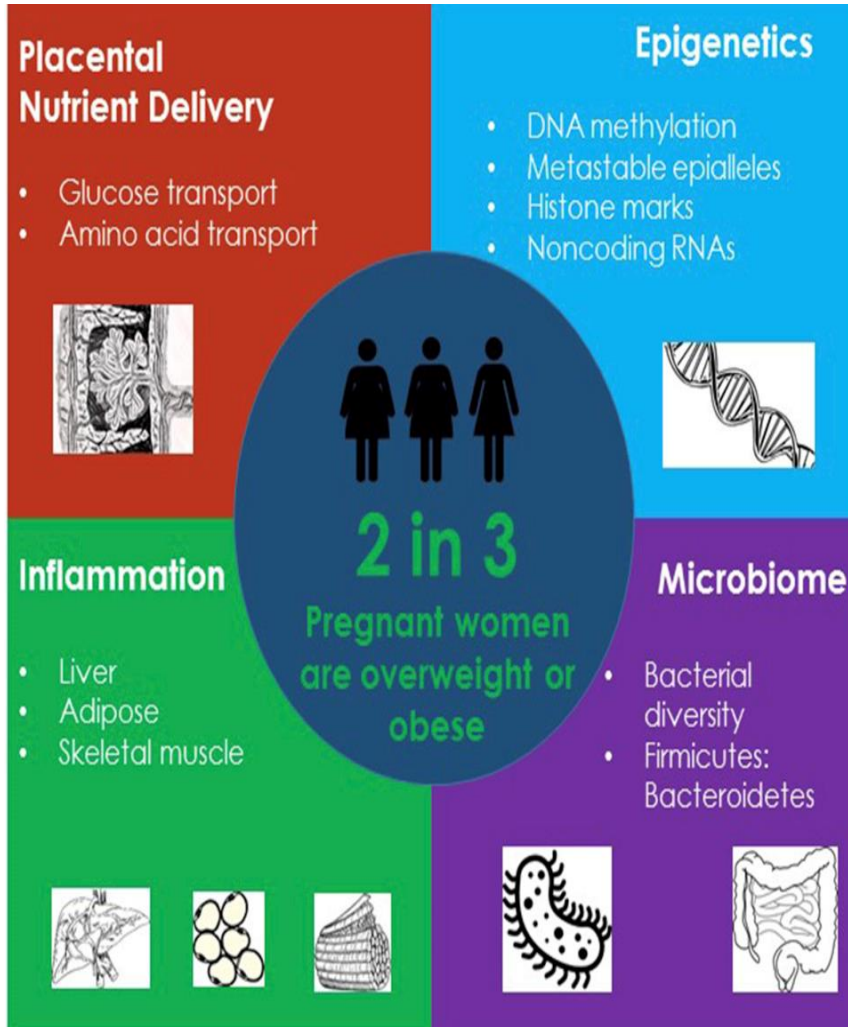 Placental
Nutrient Delivery
• Glucose transport
• Amino acid transport
Epigenetics
• DNA methylation
• Metastable epialleles
• Histone marks
• Noncoding RNAs
2 in 3
Pregnant women
are overweight or
obese
Inflammation
• Liver
• Adipose
• Skeletal muscle
Microbiome
• Bacterial
diversity
• Firmicutes:
Bacteroidetes